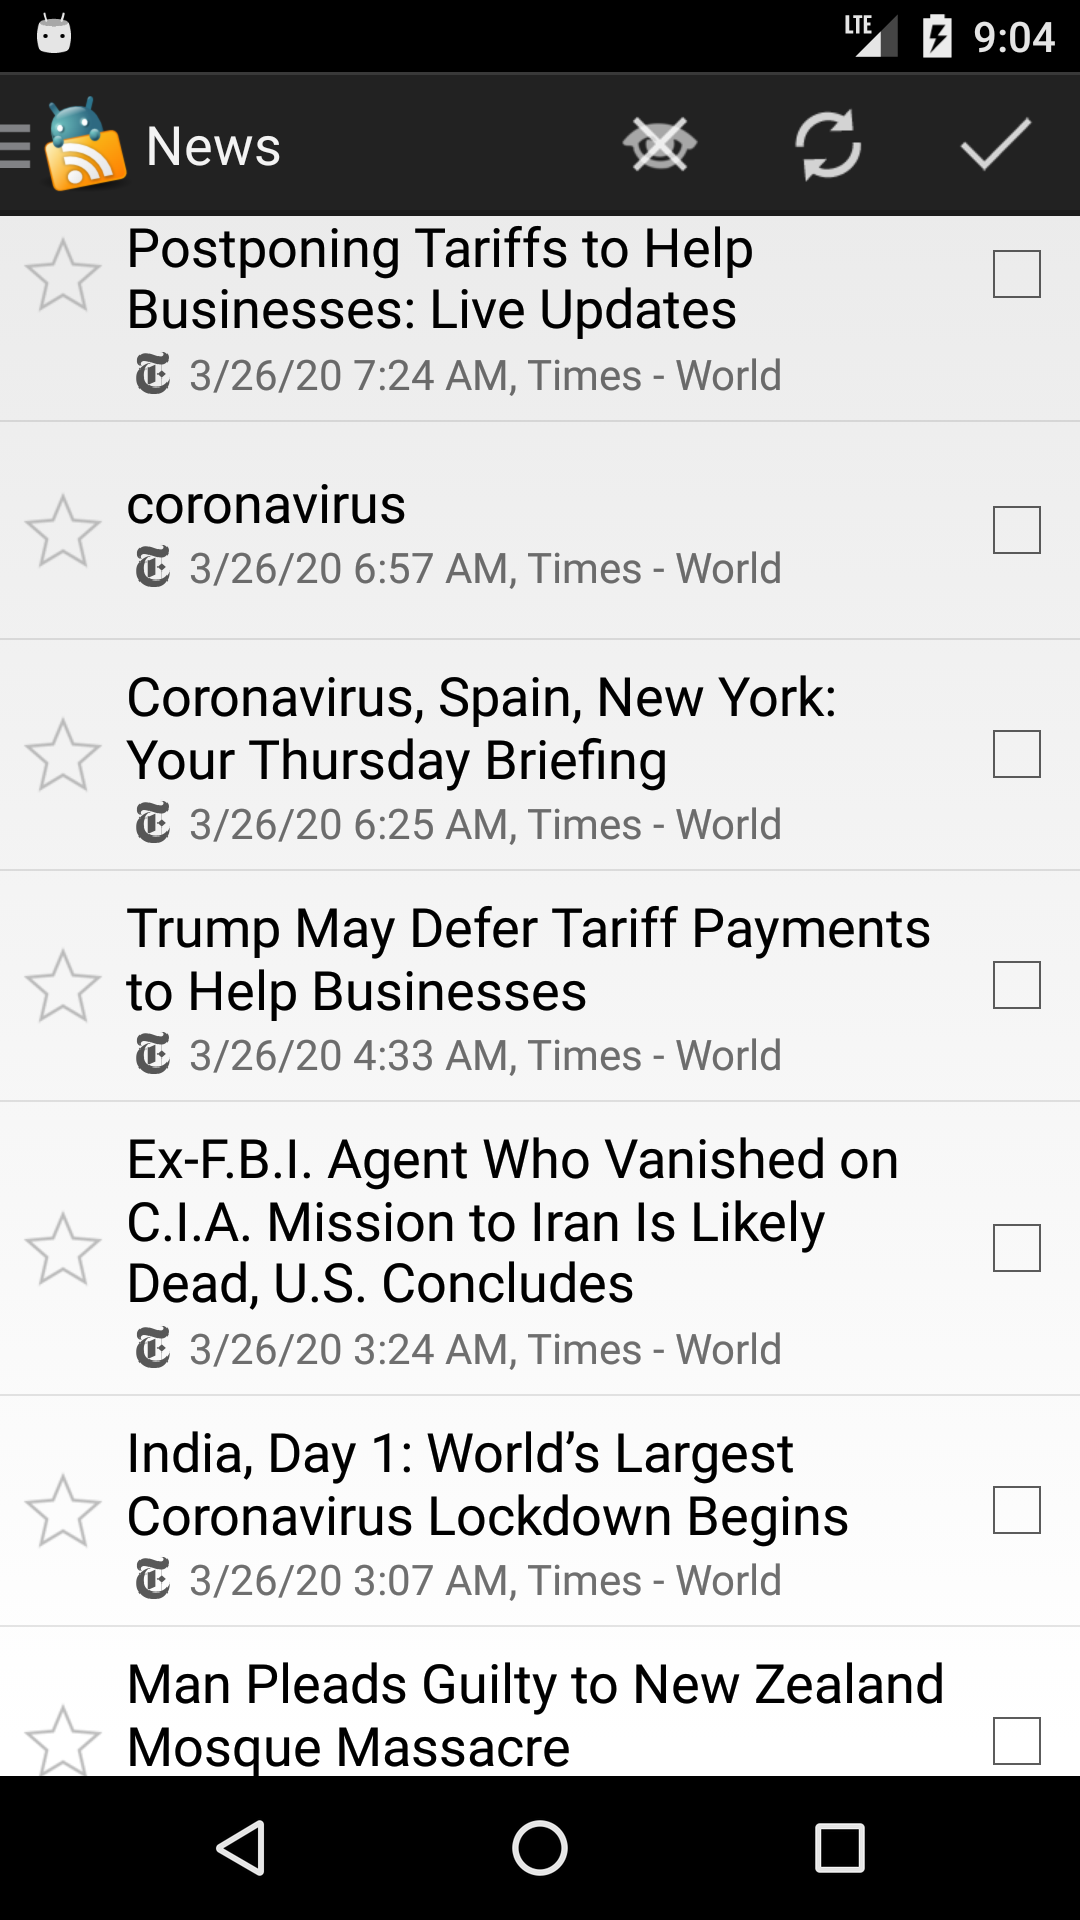 LTE 9:04
News
Postponing Tariffs to Help
Businesses: Live Updates
3/26/20 7:24 AM, Times - World
coronavirus
3/26/20 6:57 AM, Times - World
Coronavirus, Spain, New York:
Your Thursday Briefing
3/26/20 6:25 AM, Times - World
Trump May Defer Tariff Payments
to Help Businesses
3/26/20 4:33 AM, Times - World
Ex-F.B.I. Agent Who Vanished on
C.I.A. Mission to Iran Is Likely
Dead, U.S. Concludes
3/26/20 3:24 AM, Times - World
India, Day 1: World’s Largest
Coronavirus Lockdown Begins
3/26/20 3:07 AM, Times - World
Man Pleads Guilty to New Zealand
Mosque Massacre